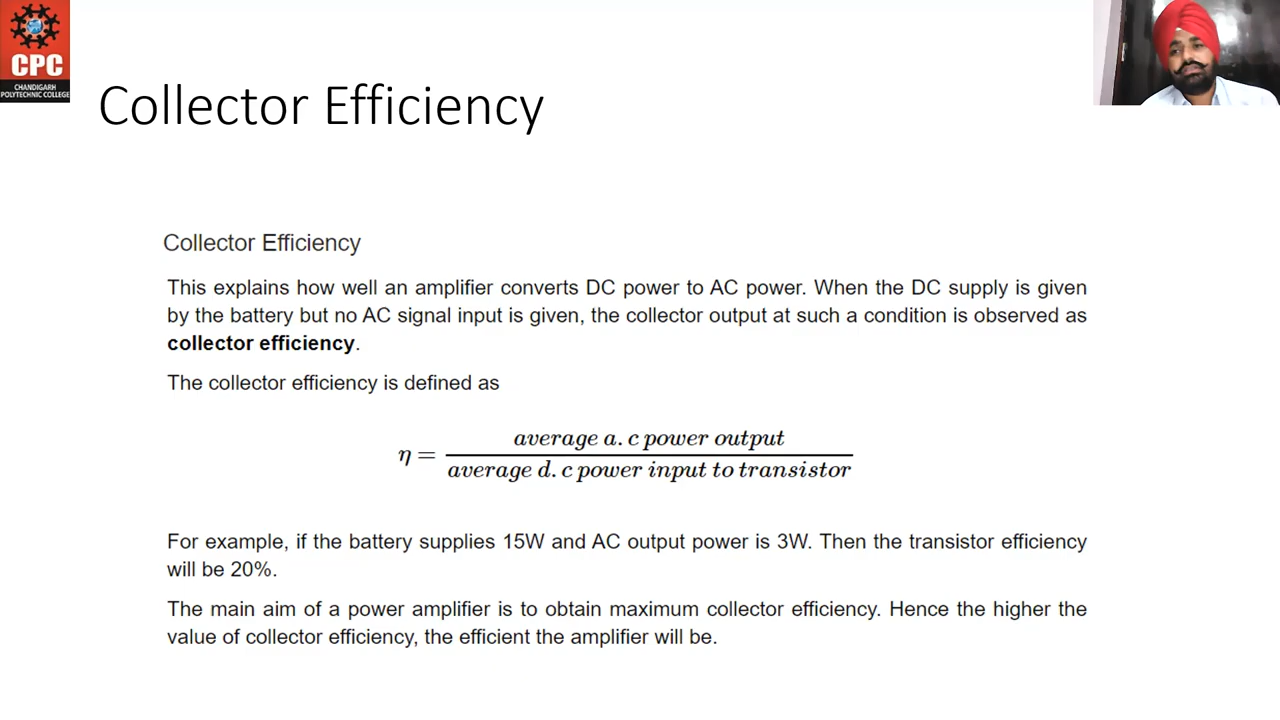 CPC
CHANDIGARH
POLYTECHNIC COLLEGE
Collector Efficiency
Collector Efficiency
This explains how well an amplifier converts DC power to AC power. When the DC supply is given
by the battery but no AC signal input is given, the collector output at such a condition is observed as
collector efficiency.
The collector efficiency is defined as
η = average a. c power output
average d. c power input to transistor
For example, if the battery supplies 15W and AC output power is 3W. Then the transistor efficiency
will be 20%.
The main aim of a power amplifier is to obtain maximum collector efficiency. Hence the higher the
value of collector efficiency, the efficient the amplifier will be.